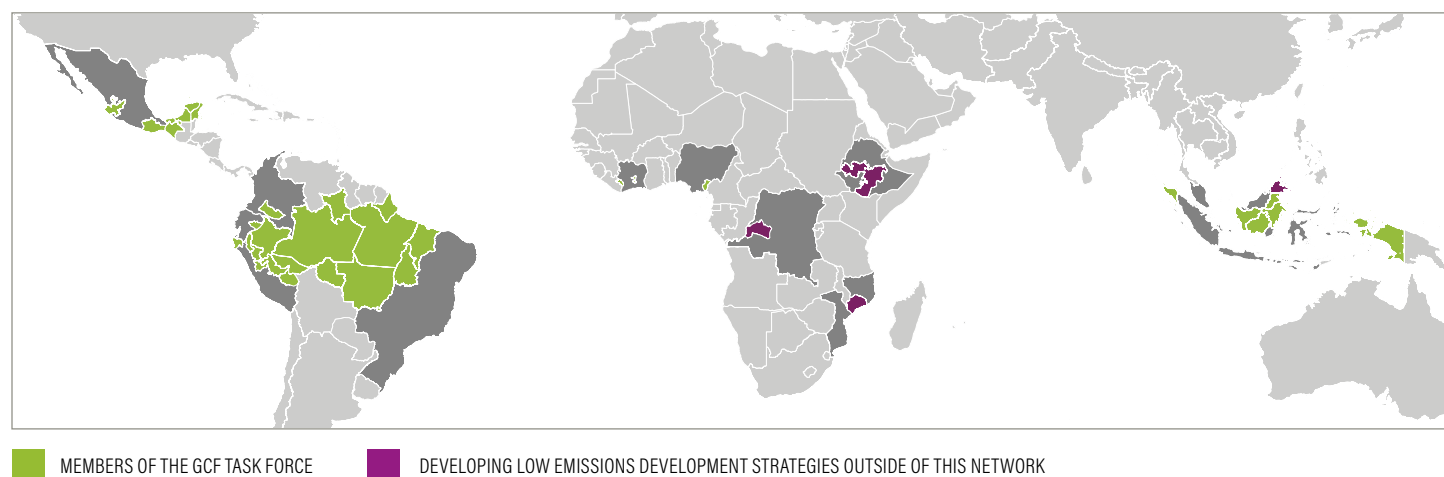 MEMBERS OF THE GCF TASK FORCE
DEVELOPING LOW EMISSIONS DEVELOPMENT STRATEGIES OUTSIDE OF THIS NETWORK